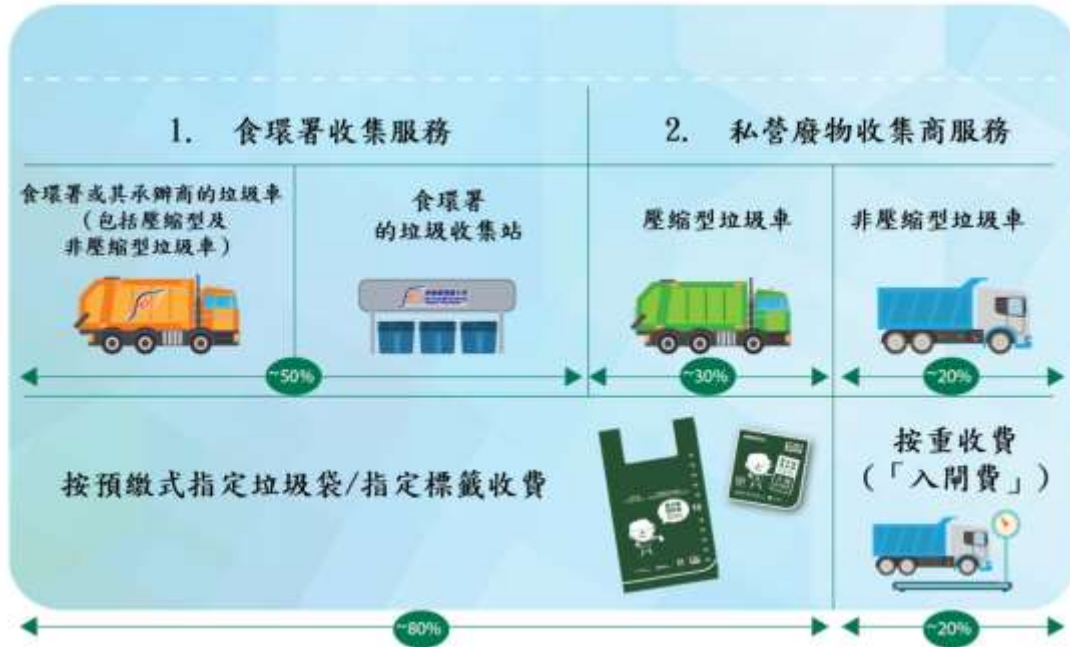 1. 食環署收集服務
2. 私營廢物收集商服務
食環署或其承辦商的垃圾車
(包括壓縮型及
非壓縮型垃圾車)
食環署
的垃圾收集站
壓縮型垃圾車
非壓縮型垃圾車
~50%
~30%
~20%
按預繳式指定垃圾袋/指定標籤收費
按重收費
(「入閘費」)
~80%
~20%